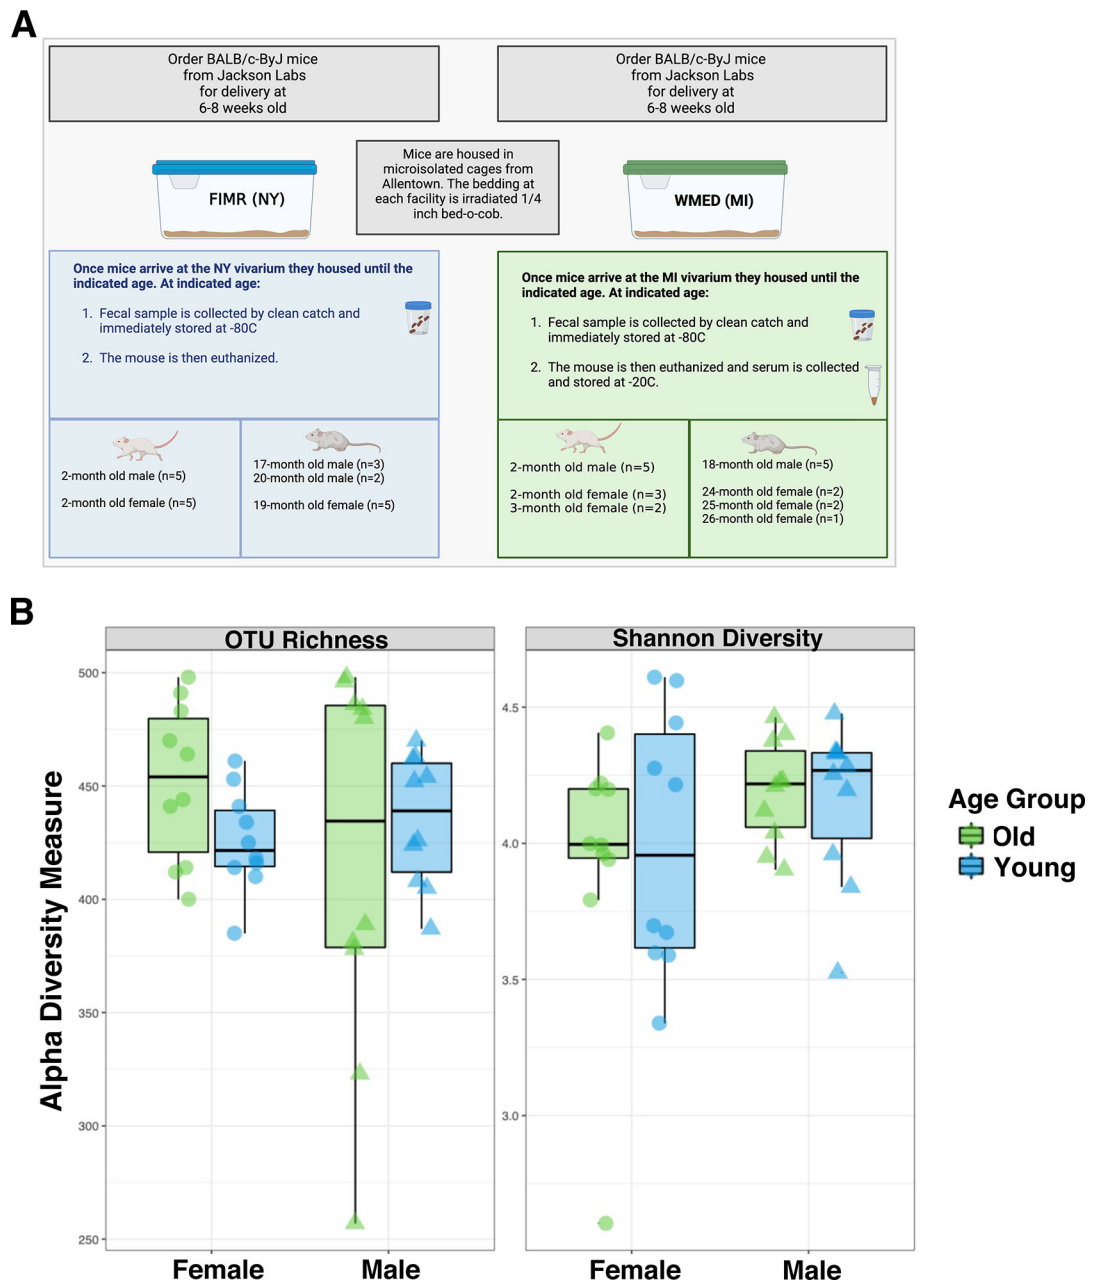 A
Order BALB/c-ByJ mice
from Jackson Labs
for delivery at
6-8 weeks old
Order BALB/c-ByJ mice
from Jackson Labs
for delivery at
6-8 weeks old
FIMR (NY)
Mice are housed in
microisolated cages from
Allentown. The bedding at
each facility is irradiated 1/4
inch bed-o-cob.
WMED (MI)
Once mice arrive at the NY vivarium they housed until the
indicated age. At indicated age:
1. Fecal sample is collected by clean catch and
immediately stored at -80C
2. The mouse is then euthanized.
Once mice arrive at the MI vivarium they housed until the
indicated age. At indicated age:
1. Fecal sample is collected by clean catch and
immediately stored at -80C
2. The mouse is then euthanized and serum is collected
and stored at -20C.
2-month old male (n=5)
2-month old female (n=5)
17-month old male (n=3)
20-month old male (n=2)
19-month old female (n=5)
2-month old male (n=5)
2-month old female (n=3)
3-month old female (n=2)
18-month old male (n=5)
24-month old female (n=2)
25-month old female (n=2)
26-month old female (n=1)
B
Alpha Diversity Measure
OTU Richness
500
450
400
350
300
250
Female
Male
Shannon Diversity
4.5
4.0
3.5
3.0
Female
Male
Age Group
Old
Young